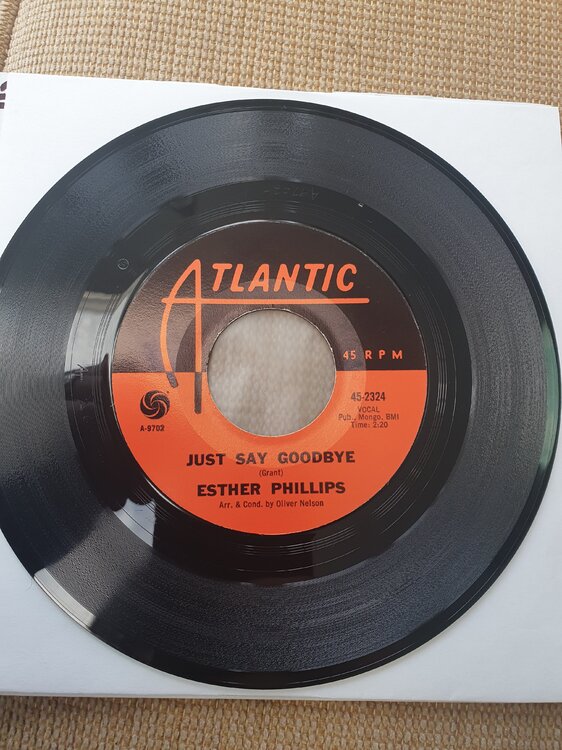 ATLANTIC
45 RPM
45-2324
VOCAL
Pub., Mongo, BMI
Time: 2:20
A-9702
JUST SAY GOODBYE
(Grant)
ESTHER PHILLIPS
Arr. & Cond. by Oliver Nelson